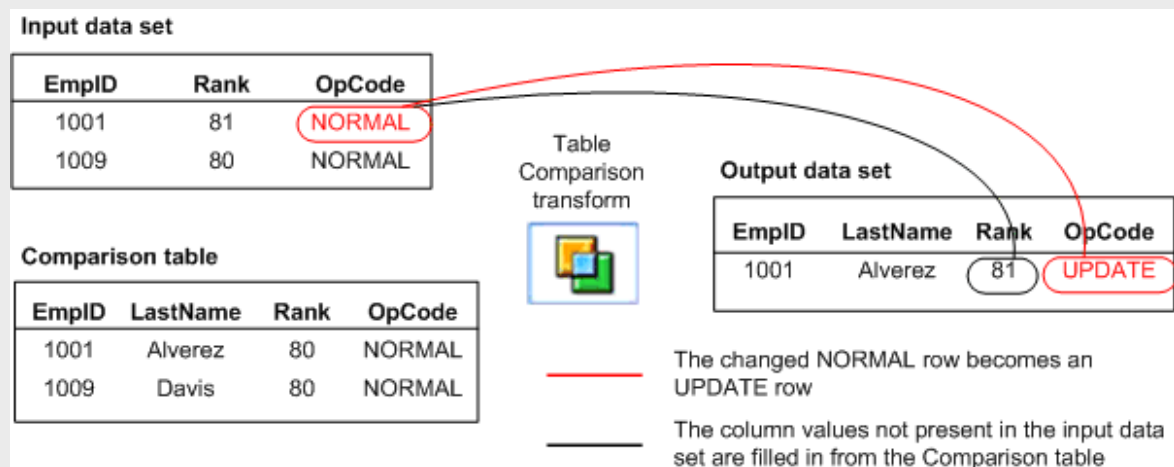 Input data set
EmpID Rank OpCode
1001 81 NORMAL
1009 80 NORMAL
Comparison table
EmpID LastName Rank OpCode
1001 Alverez 80 NORMAL
1009 Davis 80 NORMAL
Table
Comparison
transform
Output data set
EmpID LastName Rank OpCode
1001 Alverez 81 UPDATE
The changed NORMAL row becomes an
UPDATE row
The column values not present in the input data
set are filled in from the Comparison table